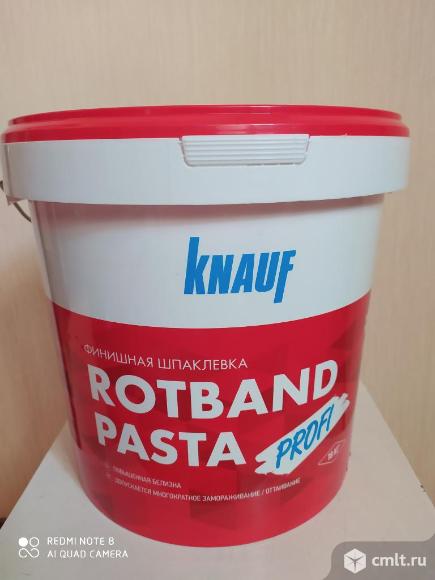 KNAUF
ФИНИШНАЯ ШПАКЛЕВКА
ROTBAND
PASTA PROFI
ПОВЫШЕННАЯ БЕЛИЗНА
ДОПУСКАЕТСЯ МНОГОКРАТНОЕ ЗАМОРАЖИВАНИЕ / ОТТАИВАНИЕ
REDMI NOTE 8
AI QUAD CAMERA
cmlt.ru